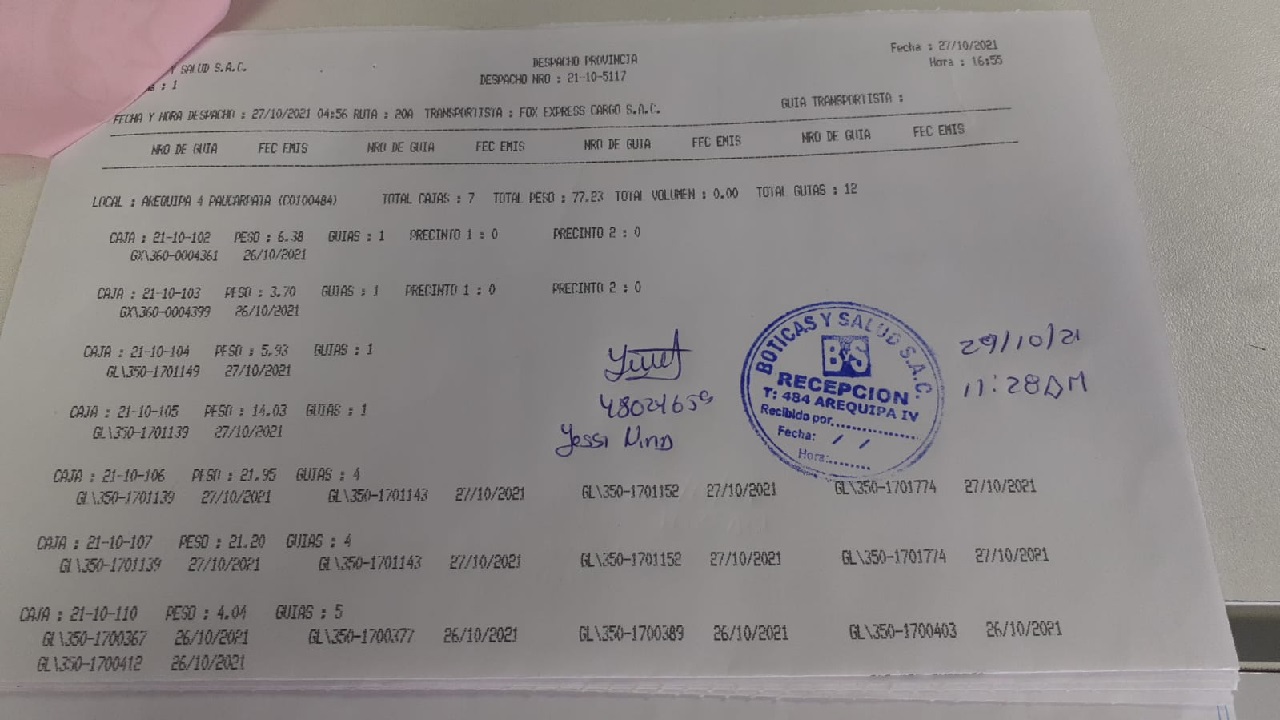 Y SALUD S.A.C.
: 1
DESPACHO PROVINCIA
DESPACHO NRO : 21-10-5117
Fecha : 27/10/2021
Hora : 16:55
FECHA Y HORA DESPACHO : 27/10/2021 04:56 RUTA : 20A TRANSPORTISTA : FOX EXPRESS CARGO S.A.C. GUIA TRANSPORTISTA :
NRO DE GUIA FEC EMIS NRO DE GUIA FEC EMIS NRO DE GUIA FEC EMIS NRO DE GUIA FEC EMIS
LOCAL : AREQUIPA 4 PAUCARPATA (C0100484) TOTAL CAJAS : 7 TOTAL PESO : 77.23 TOTAL VOLUMEN : 0.00 TOTAL GUIAS : 12
CAJA : 21-10-102 PESO : 6.38 GUIAS : 1 PRECINTO 1 : 0 PRECINTO 2 : 0
GX\360-0004361 26/10/2021
CAJA : 21-10-103 PESO : 3.70 GUIAS : 1 PRECINTO 1 : 0 PRECINTO 2 : 0
GX\360-0004399 26/10/2021
CAJA : 21-10-104 PESO : 5.93 GUIAS : 1
GL\350-1701149 27/10/2021
CAJA : 21-10-105 PESO : 14.03 GUIAS : 1
GL\350-1701139 27/10/2021
48024659
Yessi Nina
BOTICAS Y SALUD S.A.C.
B&S
RECEPCION
T: 484 AREQUIPA IV
Recibido por..................
Fecha: / /
Hora:.........
29/10/21
11:28 AM
CAJA : 21-10-106 PESO : 21.95 GUIAS : 4
GL\350-1701139 27/10/2021 GL\350-1701143 27/10/2021 GL\350-1701152 27/10/2021 GL\350-1701774 27/10/2021
CAJA : 21-10-107 PESO : 21.20 GUIAS : 4
GL\350-1701139 27/10/2021 GL\350-1701143 27/10/2021 GL\350-1701152 27/10/2021 GL\350-1701774 27/10/2021
CAJA : 21-10-110 PESO : 4.04 GUIAS : 5
GL\350-1700367 26/10/2021 GL\350-1700377 26/10/2021 GL\350-1700389 26/10/2021 GL\350-1700403 26/10/2021
GL\350-1700412 26/10/2021